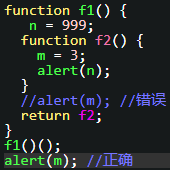 function f1() {
    n = 999;
  function f2() {
    m = 3;
    alert(n);
  }
  //alert(m); //错误
  return f2;
}
f1()();
alert(m); //正确